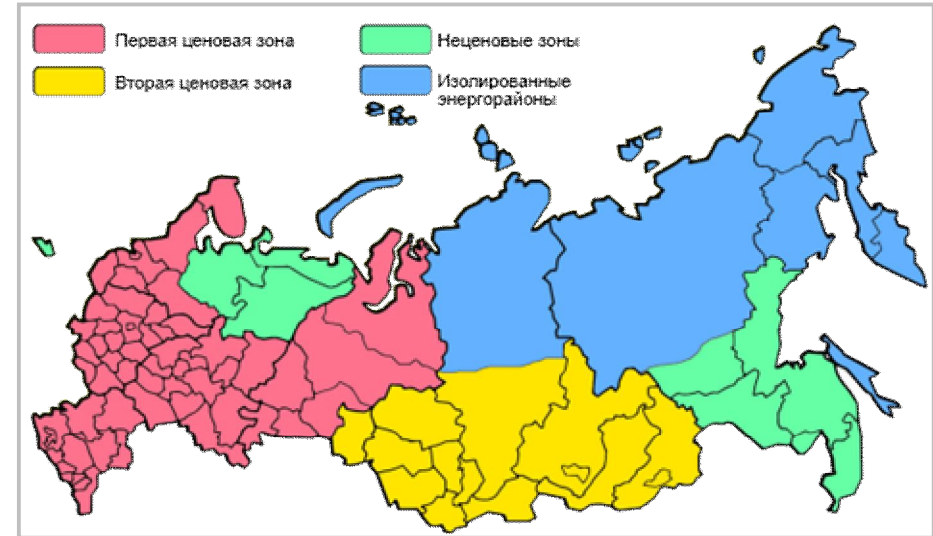 Первая ценовая зона
Вторая ценовая зона
Неценовые зоны
Изолированные
энергорайоны